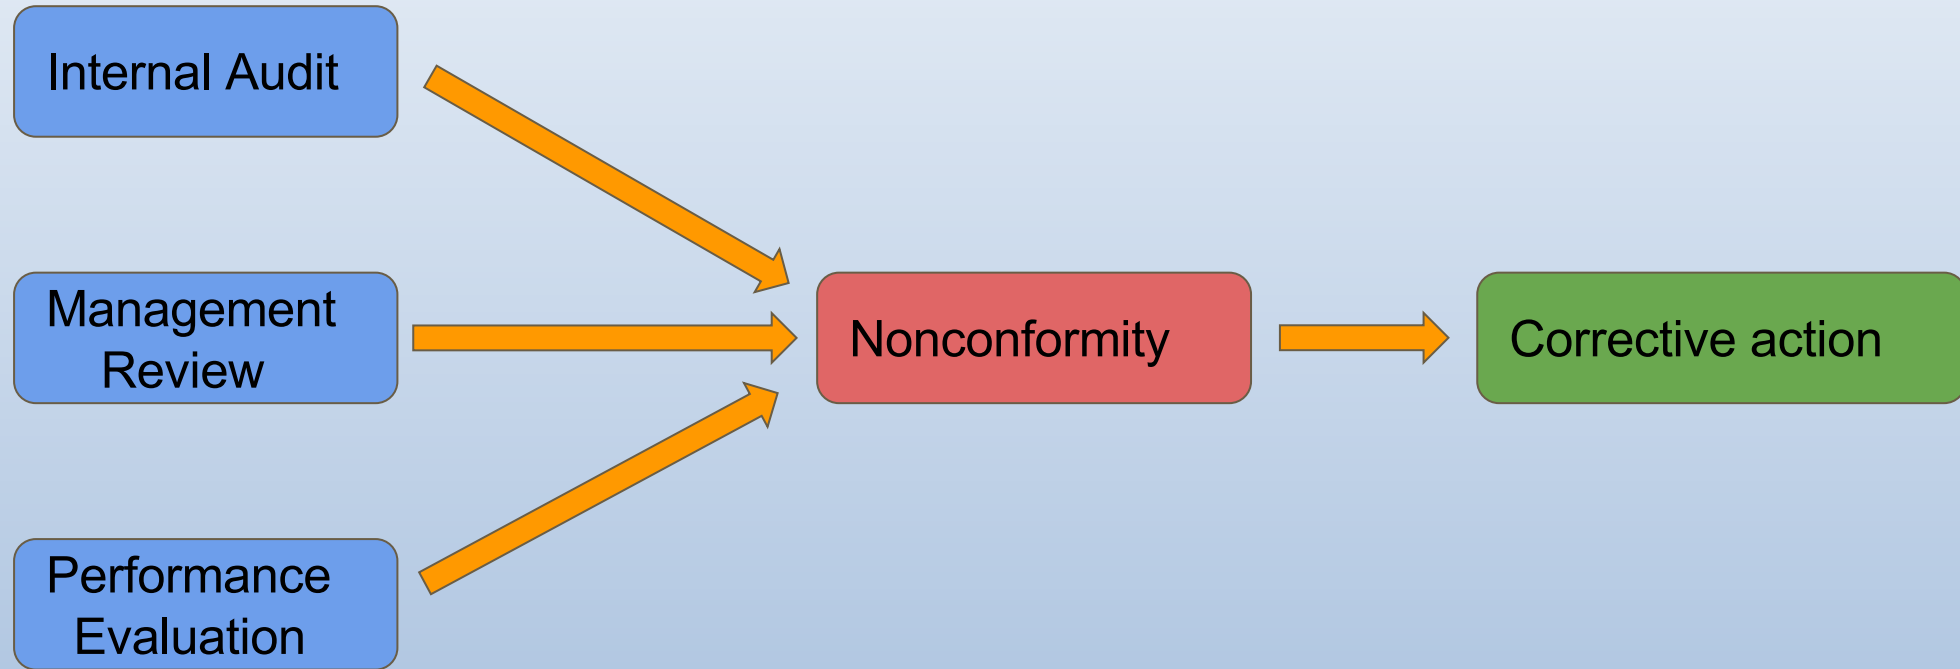 Internal Audit
Management
Review
Nonconformity
Corrective action
Performance
Evaluation